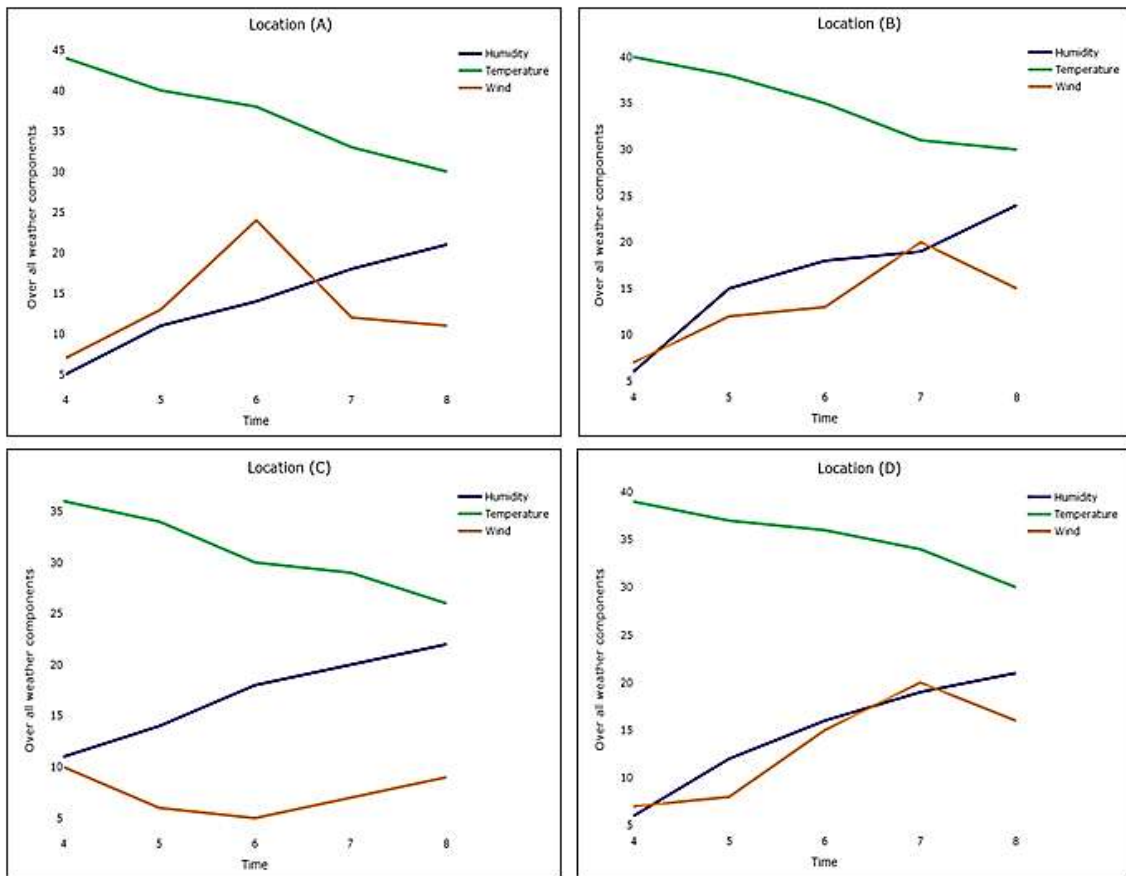 Location (A)
Humidity
Temperature
Wind
Over all weather components
45
40
35
30
25
20
15
10
5
4 5 6 7 8
Time
Location (B)
Humidity
Temperature
Wind
Over all weather components
40
35
30
25
20
15
10
5
4 5 6 7 8
Time
Location (C)
Humidity
Temperature
Wind
Over all weather components
35
30
25
20
15
10
5
4 5 6 7 8
Time
Location (D)
Humidity
Temperature
Wind
Over all weather components
40
35
30
25
20
15
10
5
4 5 6 7 8
Time